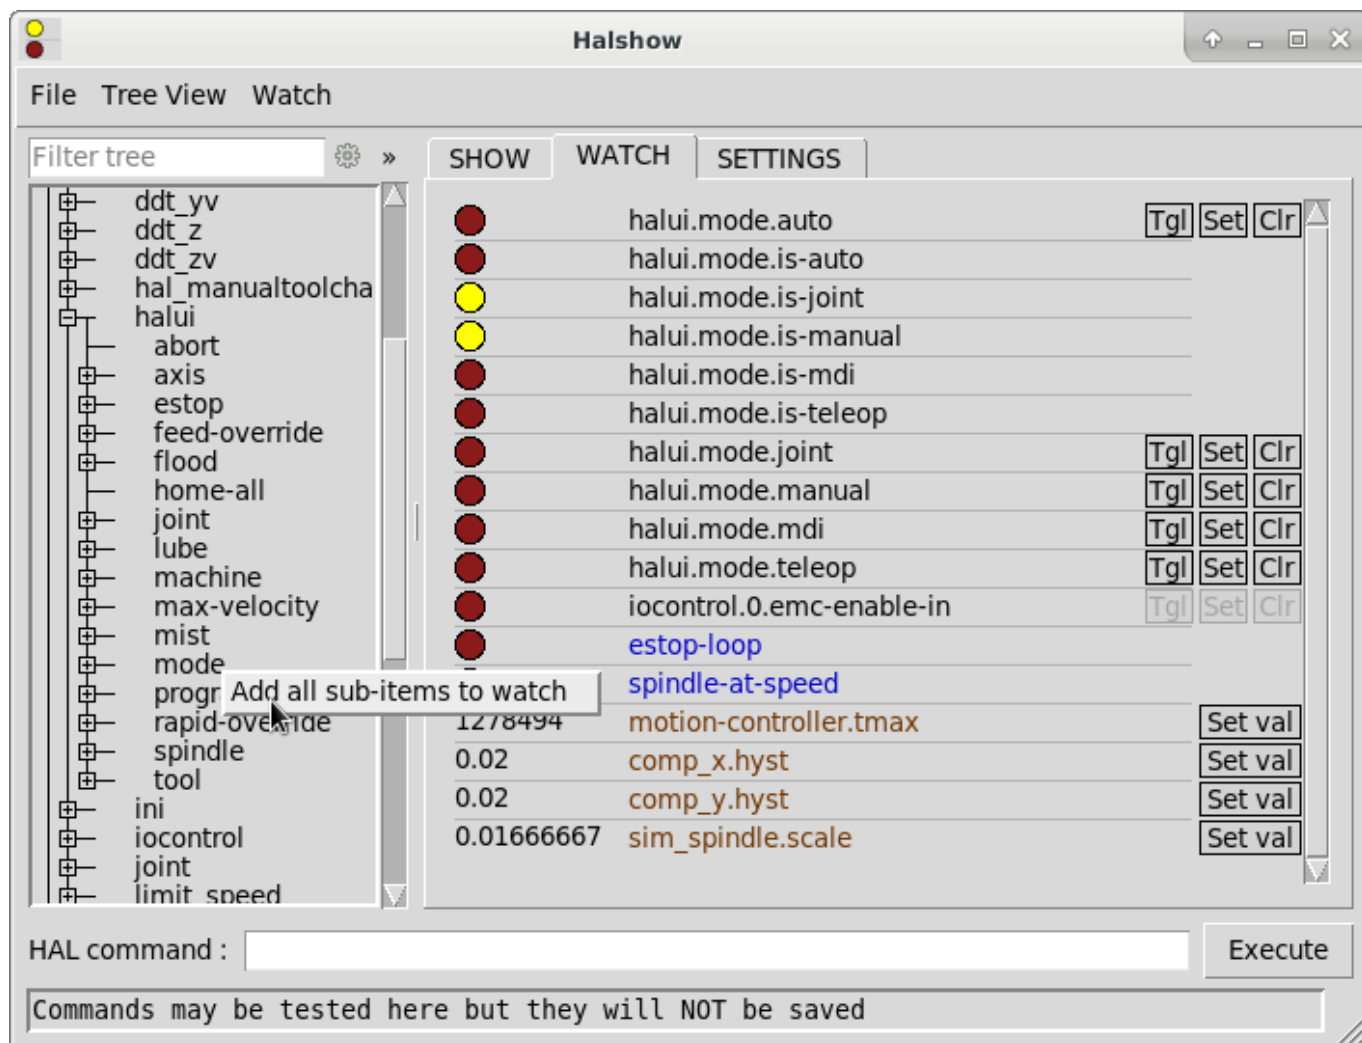 Halshow
File Tree View Watch
Filter tree »
SHOW WATCH SETTINGS
ddt_yv
ddt_z
ddt_zv
hal_manualtoolcha
halui
abort
axis
estop
feed-override
flood
home-all
joint
lube
machine
max-velocity
mist
mode
progr
rapid-override
spindle
tool
ini
iocontrol
joint
limit_speed
Add all sub-items to watch
halui.mode.auto Tgl Set Clr
halui.mode.is-auto
halui.mode.is-joint
halui.mode.is-manual
halui.mode.is-mdi
halui.mode.is-teleop
halui.mode.joint Tgl Set Clr
halui.mode.manual Tgl Set Clr
halui.mode.mdi Tgl Set Clr
halui.mode.teleop Tgl Set Clr
iocontrol.0.emc-enable-in Tgl Set Clr
estop-loop
spindle-at-speed
1278494 motion-controller.tmax Set val
0.02 comp_x.hyst Set val
0.02 comp_y.hyst Set val
0.01666667 sim_spindle.scale Set val
HAL command : Execute
Commands may be tested here but they will NOT be saved